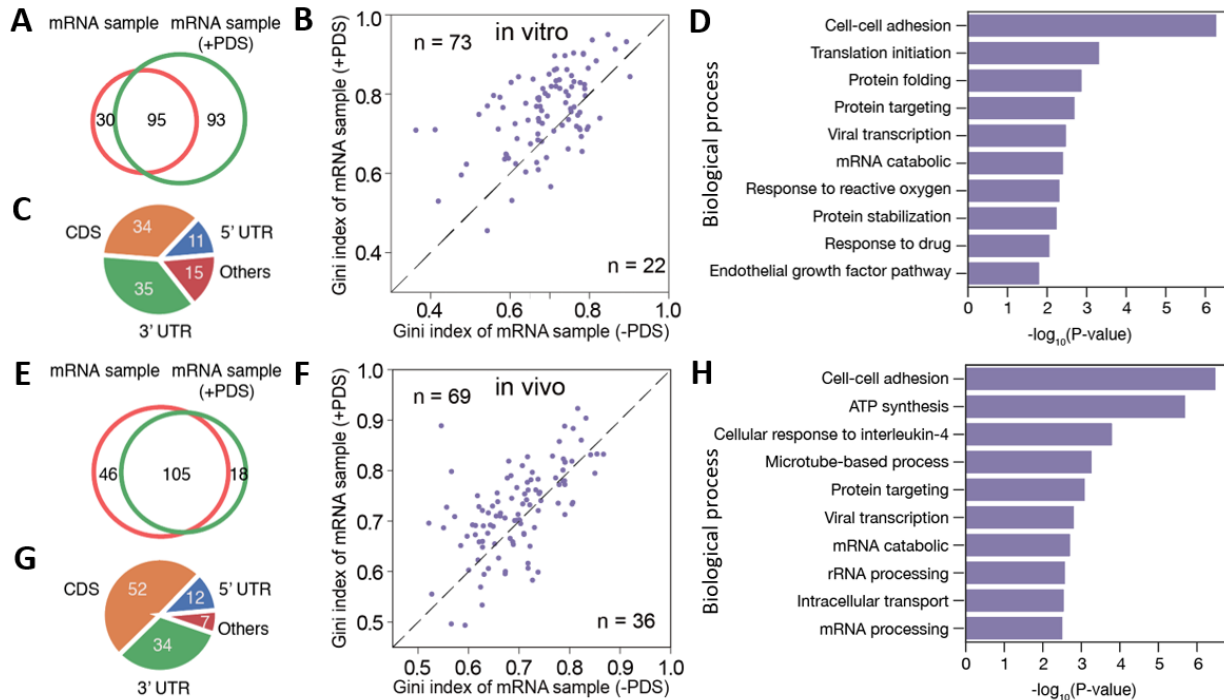 A
mRNA sample
mRNA sample
(+PDS)
30
95
93
B
in vitro
n = 73
n = 22
1.0
0.8
0.6
0.4
0.4
0.6
0.8
1.0
Gini index of mRNA sample (+PDS)
Gini index of mRNA sample (-PDS)
C
CDS
34
5' UTR
11
Others
15
35
3' UTR
D
Biological process
Cell-cell adhesion
Translation initiation
Protein folding
Protein targeting
Viral transcription
mRNA catabolic
Response to reactive oxygen
Protein stabilization
Response to drug
Endothelial growth factor pathway
0 1 2 3 4 5 6
-log10(P-value)
E
mRNA sample
mRNA sample
(+PDS)
46
105
18
F
in vivo
n = 69
n = 36
1.0
0.9
0.8
0.7
0.6
0.5
0.5
0.6
0.7
0.8
0.9
1.0
Gini index of mRNA sample (+PDS)
Gini index of mRNA sample (-PDS)
G
CDS
52
5' UTR
12
Others
7
34
3' UTR
H
Biological process
Cell-cell adhesion
ATP synthesis
Cellular response to interleukin-4
Microtube-based process
Protein targeting
Viral transcription
mRNA catabolic
rRNA processing
Intracellular transport
mRNA processing
0 1 2 3 4 5 6
-log10(P-value)